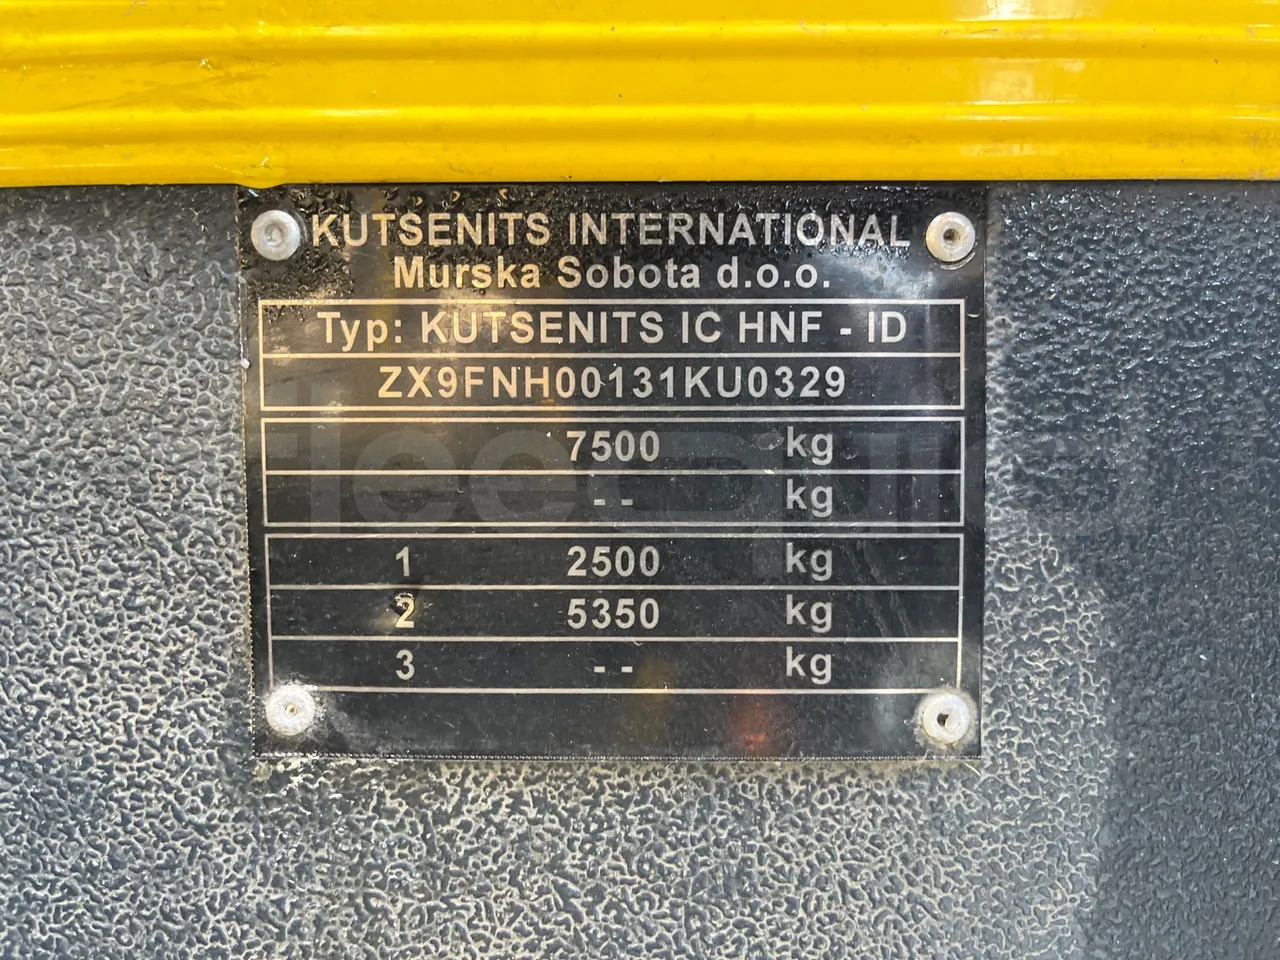 KUTSENITS INTERNATIONAL
Murska Sobota d.o.o.
Typ: KUTSENITS IC HNF - ID
ZX9FNH00131KU0329
7500 kg
-- kg
1 2500 kg
2 5350 kg
3 -- kg